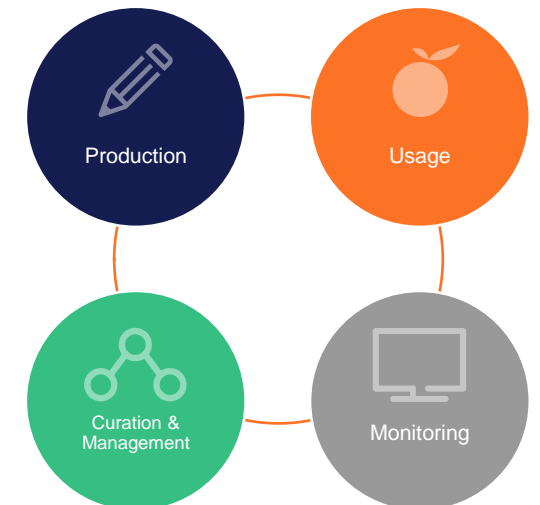 Production
Usage
Curation &
Management
Monitoring